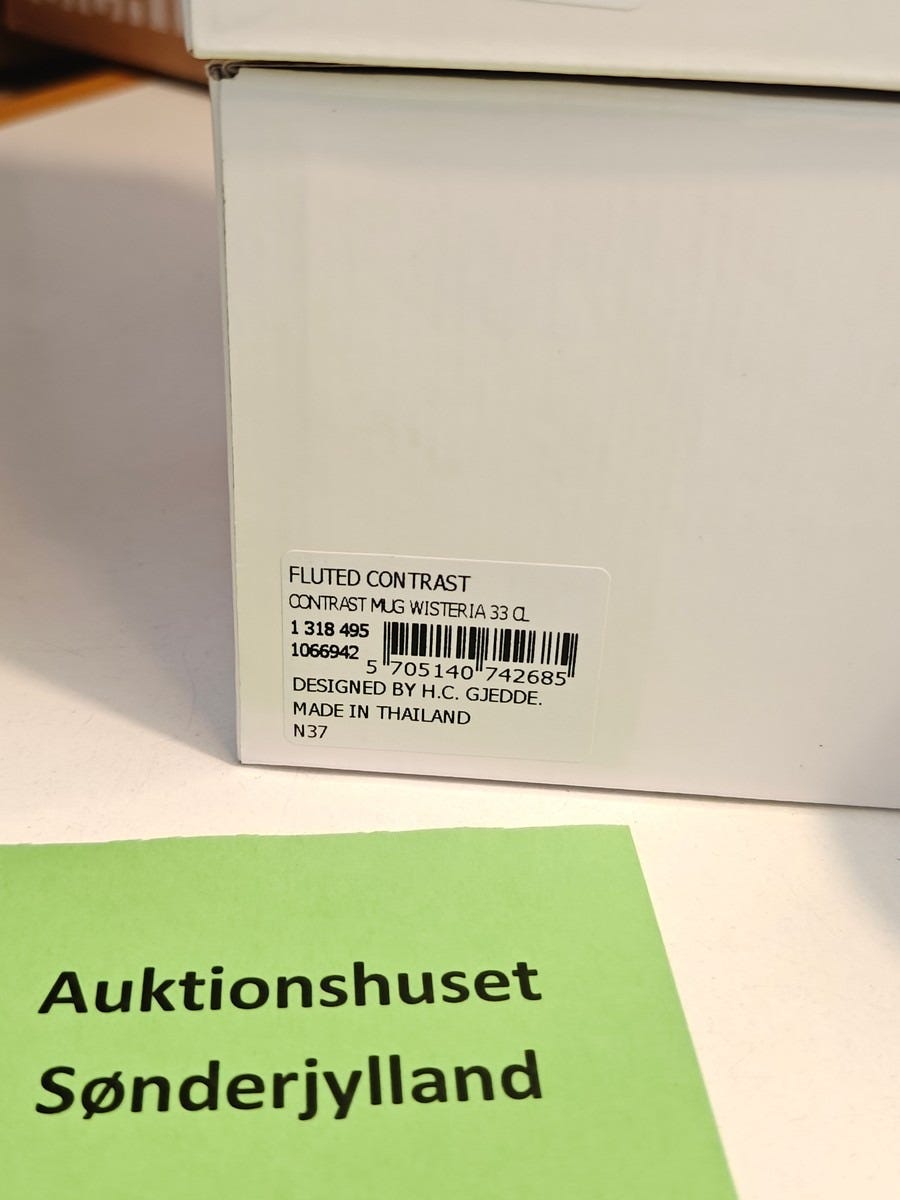 FLUTED CONTRAST
CONTRAST MUG WISTERIA 33 CL
1 318 495
1066942
5 705140 742685
DESIGNED BY H.C. GJEDDE.
MADE IN THAILAND
N37
Auktionshuset
Sønderjylland